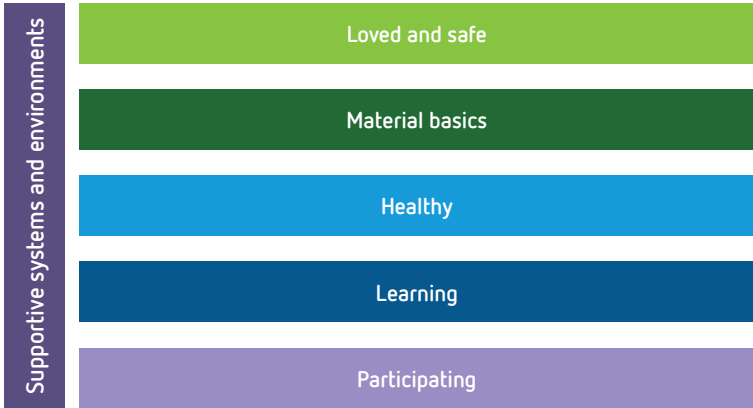 Supportive systems and environments
Loved and safe
Material basics
Healthy
Learning
Participating